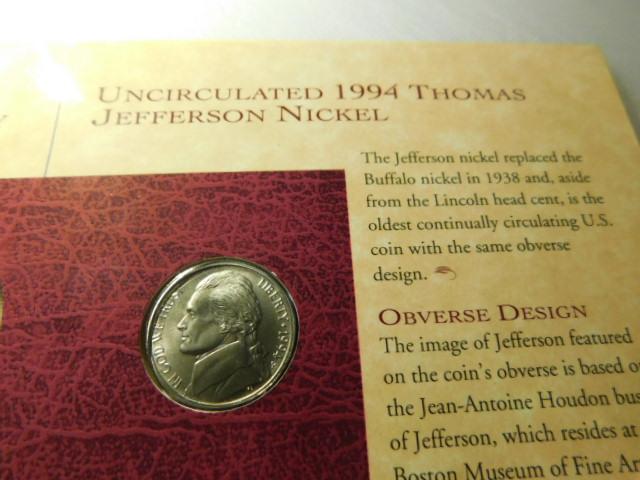 UNCIRCULATED 1994 THOMAS
JEFFERSON NICKEL
The Jefferson nickel replaced the
Buffalo nickel in 1938 and, aside
from the Lincoln head cent, is the
oldest continually circulating U.S.
coin with the same obverse
design.
OBVERSE DESIGN
The image of Jefferson featured
on the coin's obverse is based
the Jean-Antoine Houdon
of Jefferson, which resides at
Boston Museum of Fine
IN GOD WE TRUST
LIBERTY 1994